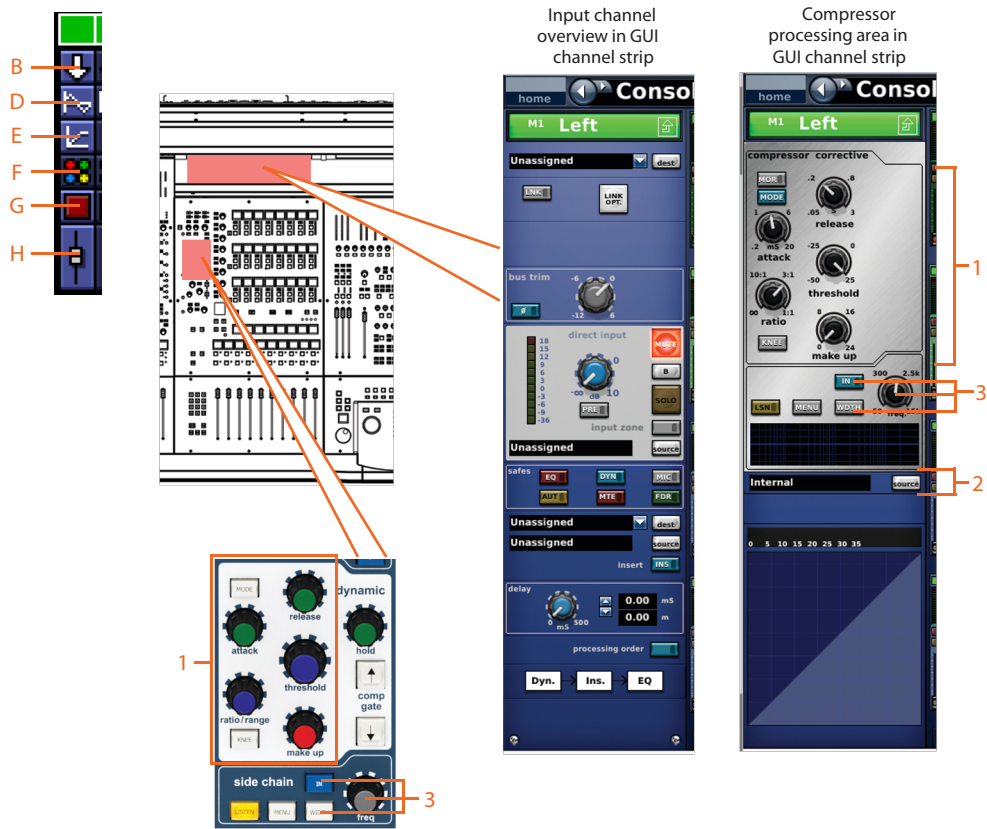 Input channel
overview in GUI
channel strip
Compressor
processing area in
GUI channel strip
B
D
E
F
G
H
home
Consol
M1 Left
Unassigned
dest
LNK
LINK
OPT.
bus trim
-6 0
-12 6
Ø
direct input
MUTE
18
15
12
9
6
3
0
-3
-6
-9
-36
0
-∞ dB 10
B
SOLO
PRE
input zone
Unassigned
source
safes
EQ
DYN
MIC
AUT
MTE
FDR
Unassigned
dest
Unassigned
source
insert
INS
delay
0 mS 500
0.00 mS
0.00 m
processing order
Dyn.
Ins.
EQ
home
Consol
M1 Left
compressor corrective
MOR
MODE
.2 .8
.05 3
release
1 6
.2 mS 20
attack
-25 0
-50 25
threshold
10:1 3:1
∞ 1:1
ratio
8 16
0 24
make up
KNEE
1
IN
300 2.5k
freq.
3
LSN
MENU
WDTH
Internal
source
2
0 5 10 15 20 25 30 35
MODE
release
dynamic
attack
hold
1
threshold
ratio/range
comp
gate
KNEE
make up
side chain
IN
LISTEN
MENU
freq
3